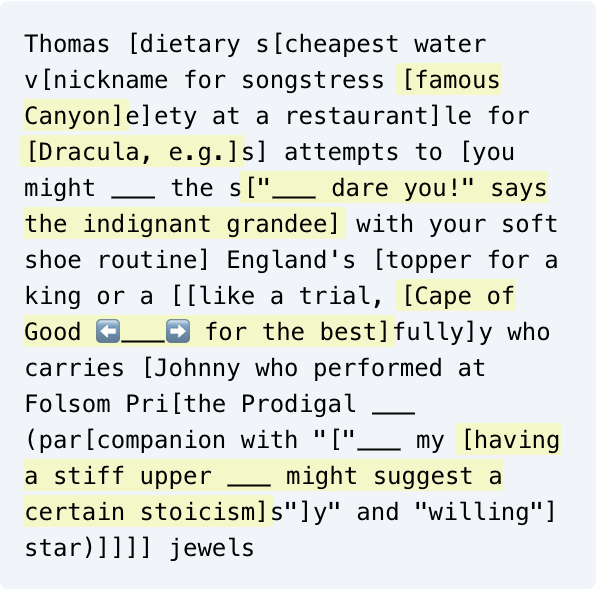 Thomas [dietary s[cheapest water
v[nickname for songstress [famous
Canyon]e]ety at a restaurant]le for
[Dracula, e.g.]s] attempts to [you
might ___ the s["___ dare you!" says
the indignant grandee] with your soft
shoe routine] England's [topper for a
king or a [[like a trial, [Cape of
Good ⬅️___➡️ for the best]fully]y who
carries [Johnny who performed at
Folsom Pri[the Prodigal ___
(par[companion with "["___ my [having
a stiff upper ___ might suggest a
certain stoicism]s"]y" and "willing"]
star)]]]] jewels